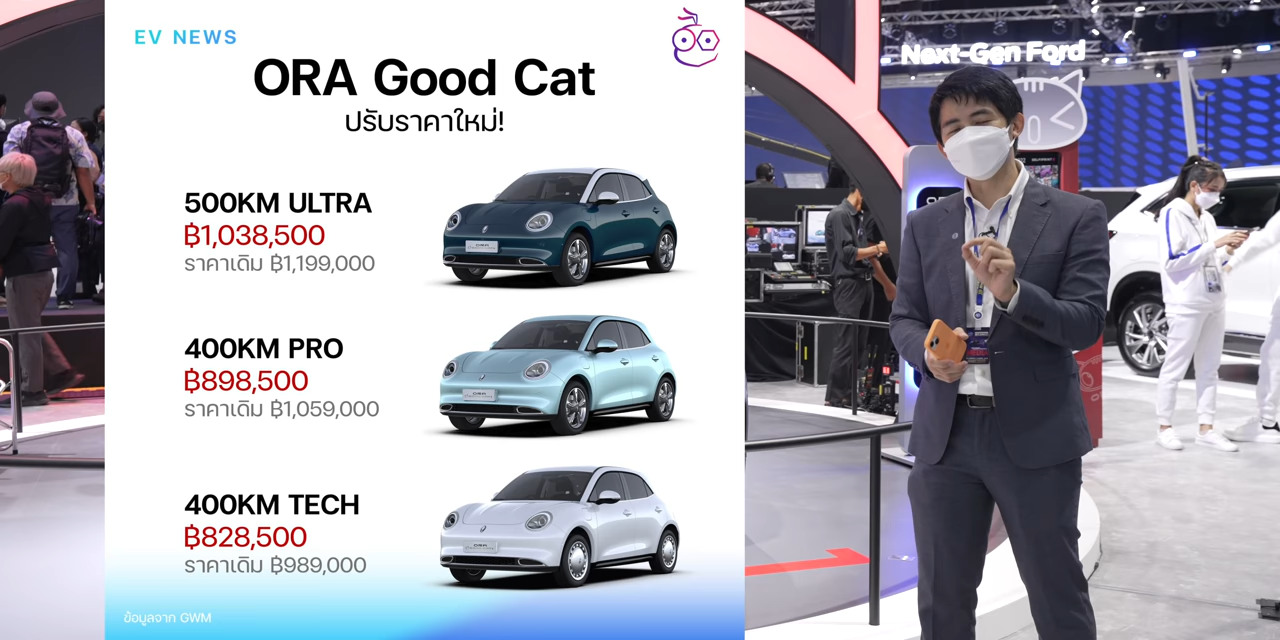 EV NEWS
ORA Good Cat
ปรับราคาใหม่!
500KM ULTRA
฿1,038,500
ราคาเดิม ฿1,199,000
400KM PRO
฿898,500
ราคาเดิม ฿1,059,000
400KM TECH
฿828,500
ราคาเดิม ฿989,000
ข้อมูลจาก GWM
Next-Gen Ford